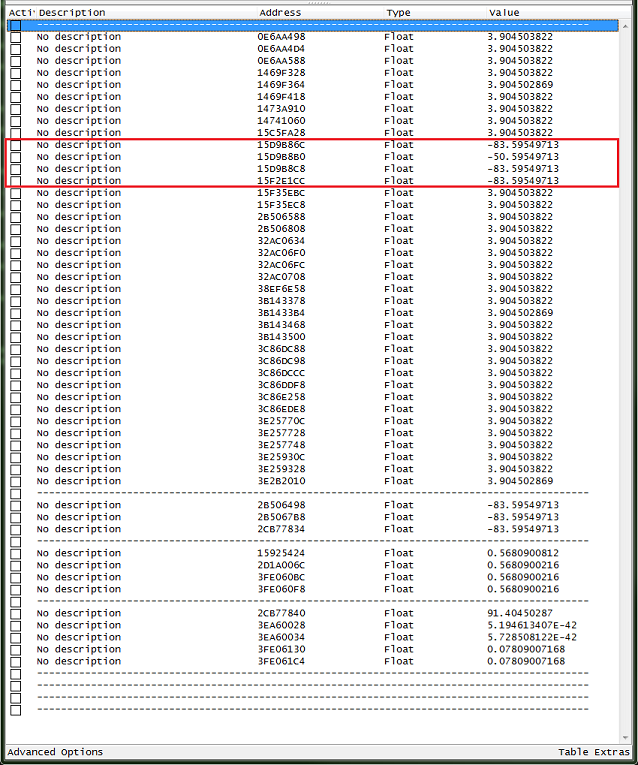 Activ Description Address Type Value
------------------------------------------------------------
No description 0E6AA498 Float 3.904503822
No description 0E6AA4D4 Float 3.904503822
No description 0E6AA588 Float 3.904503822
No description 1469F328 Float 3.904503822
No description 1469F364 Float 3.904502869
No description 1469F418 Float 3.904503822
No description 1473A910 Float 3.904503822
No description 14741060 Float 3.904503822
No description 15C5FA28 Float 3.904503822
No description 15D9B86C Float -83.59549713
No description 15D9B8B0 Float -50.59549713
No description 15D9B8C8 Float -83.59549713
No description 15F2E1CC Float -83.59549713
No description 15F35EBC Float 3.904503822
No description 15F35EC8 Float 3.904503822
No description 2B506588 Float 3.904503822
No description 2B506808 Float 3.904503822
No description 32AC0634 Float 3.904503822
No description 32AC06F0 Float 3.904503822
No description 32AC06FC Float 3.904503822
No description 32AC0708 Float 3.904503822
No description 38EF6E58 Float 3.904503822
No description 3B143378 Float 3.904503822
No description 3B1433B4 Float 3.904502869
No description 3B143468 Float 3.904503822
No description 3B143500 Float 3.904503822
No description 3C86DC88 Float 3.904503822
No description 3C86DC98 Float 3.904503822
No description 3C86DCCC Float 3.904503822
No description 3C86DDF8 Float 3.904503822
No description 3C86E258 Float 3.904503822
No description 3C86EDE8 Float 3.904503822
No description 3E25770C Float 3.904503822
No description 3E257728 Float 3.904503822
No description 3E257748 Float 3.904503822
No description 3E25930C Float 3.904503822
No description 3E259328 Float 3.904503822
No description 3E2B2010 Float 3.904502869
------------------------------------------------------------
No description 2B506498 Float -83.59549713
No description 2B5067B8 Float -83.59549713
No description 2CB77834 Float -83.59549713
------------------------------------------------------------
No description 15925424 Float 0.5680900812
No description 2D1A006C Float 0.5680900216
No description 3FE060BC Float 0.5680900216
No description 3FE060F8 Float 0.5680900216
------------------------------------------------------------
No description 2CB77840 Float 91.40450287
No description 3EA60028 Float 5.194613407E-42
No description 3EA60034 Float 5.728508122E-42
No description 3FE06130 Float 0.07809007168
No description 3FE061C4 Float 0.07809007168
------------------------------------------------------------
------------------------------------------------------------
------------------------------------------------------------
------------------------------------------------------------
Advanced Options Table Extras